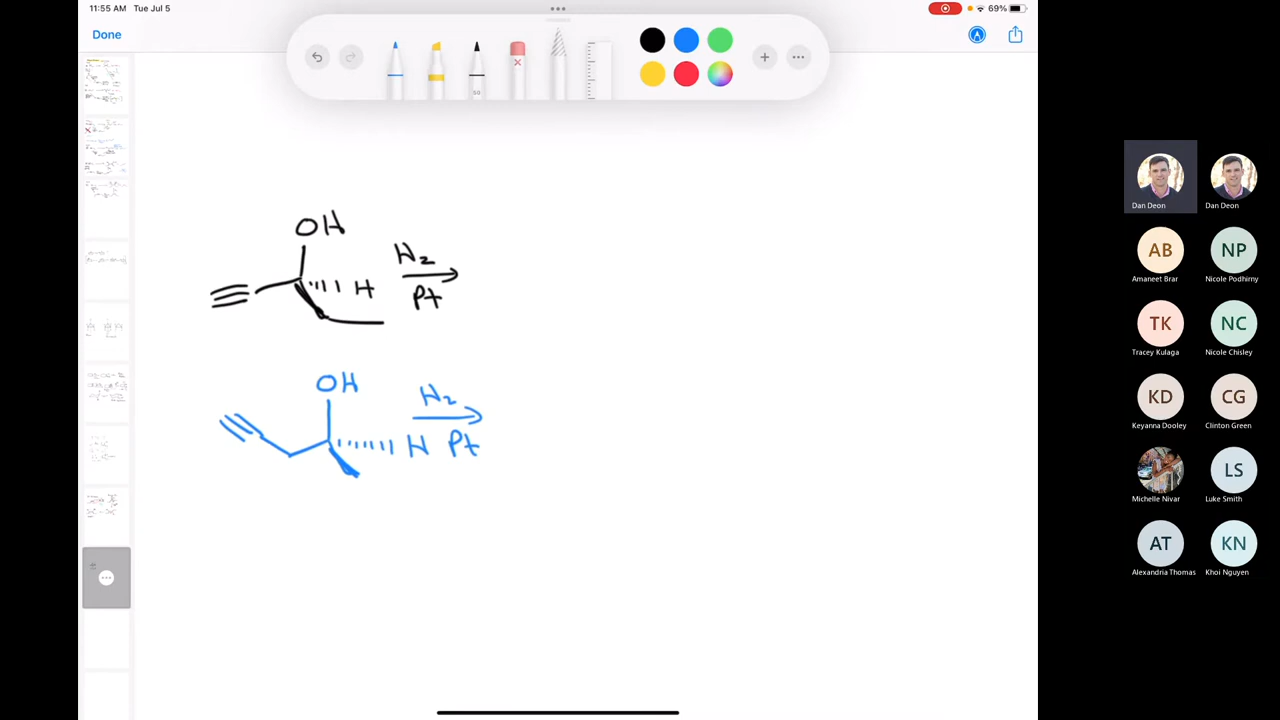 11:55 AM Tue Jul 5
69%
Done
50
OH
H
H₂
Pt
OH
H
H₂
Pt
Dan Deon
Dan Deon
AB
NP
Amaneet Brar
Nicole Podhirny
TK
NC
Tracey Kulaga
Nicole Chisley
KD
CG
Keyanna Dooley
Clinton Green
LS
Michelle Nivar
Luke Smith
AT
KN
Alexandria Thomas
Khoi Nguyen